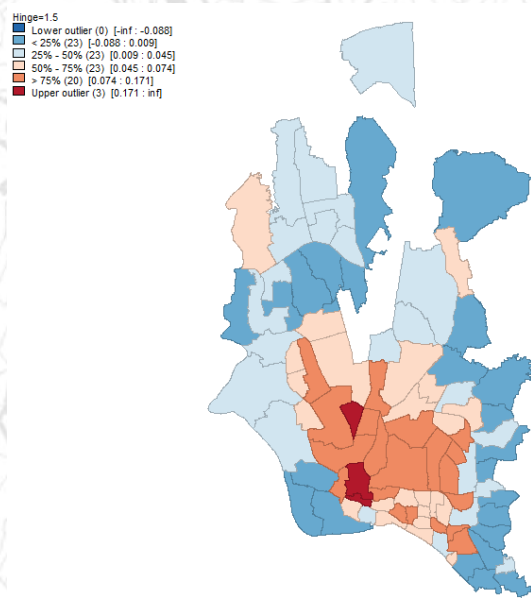 Hinge=1.5
Lower outlier (0) [-inf : -0.088]
< 25% (23) [-0.088 : 0.009]
25% - 50% (23) [0.009 : 0.045]
50% - 75% (23) [0.045 : 0.074]
> 75% (20) [0.074 : 0.171]
Upper outlier (3) [0.171 : inf]